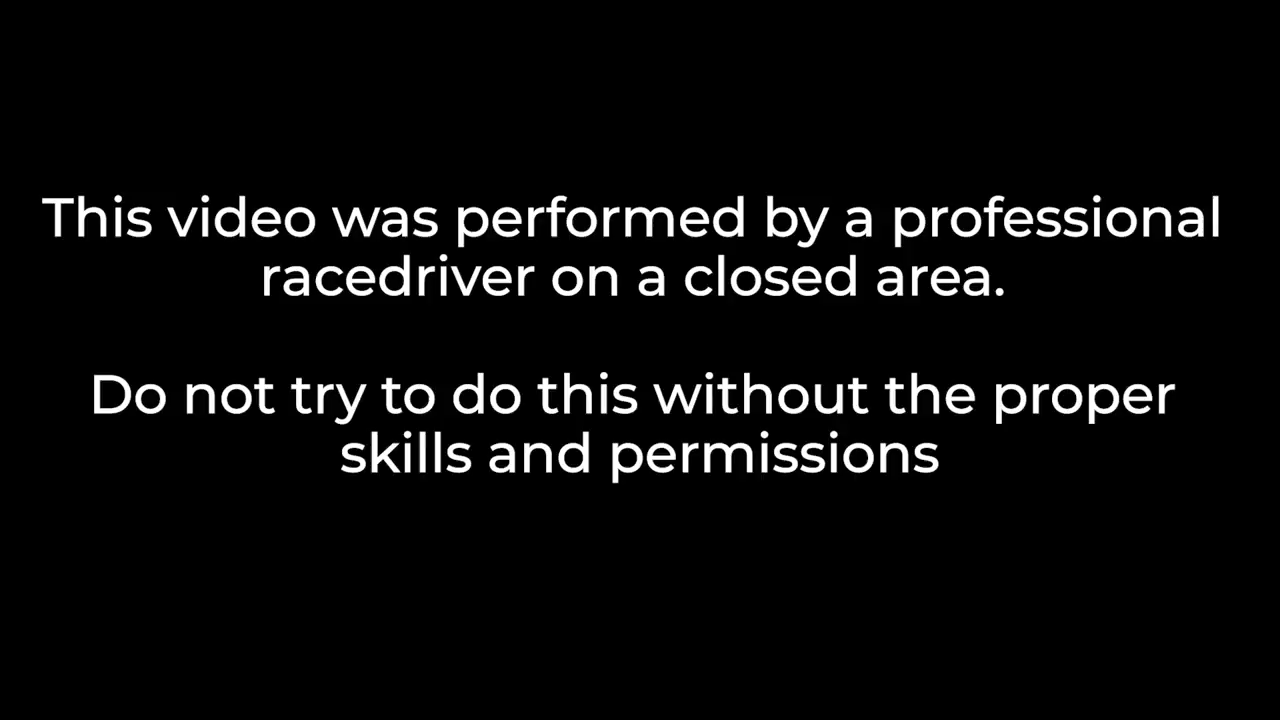 This video was performed by a professional
racedriver on a closed area.
Do not try to do this without the proper
skills and permissions